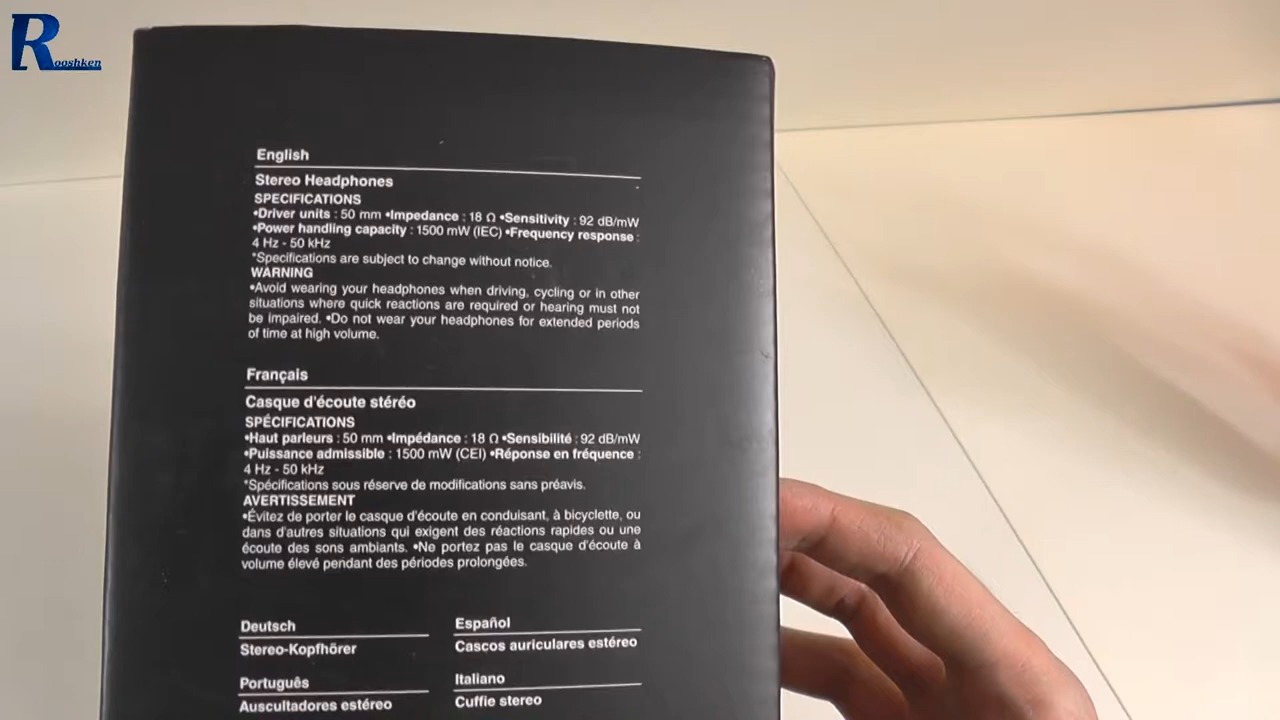 Rooshken
English
Stereo Headphones
SPECIFICATIONS
•Driver units : 50 mm •Impedance : 18 Ω •Sensitivity : 92 dB/mW
•Power handling capacity : 1500 mW (IEC) •Frequency response :
4 Hz - 50 kHz
*Specifications are subject to change without notice.
WARNING
•Avoid wearing your headphones when driving, cycling or in other
situations where quick reactions are required or hearing must not
be impaired. •Do not wear your headphones for extended periods
of time at high volume.
Français
Casque d'écoute stéréo
SPÉCIFICATIONS
•Haut parleurs : 50 mm •Impédance : 18 Ω •Sensibilité : 92 dB/mW
•Puissance admissible : 1500 mW (CEI) •Réponse en fréquence :
4 Hz - 50 kHz
*Spécifications sous réserve de modifications sans préavis.
AVERTISSEMENT
•Évitez de porter le casque d'écoute en conduisant, à bicyclette, ou
dans d'autres situations qui exigent des réactions rapides ou une
écoute des sons ambiants. •Ne portez pas le casque d'écoute à
volume élevé pendant des périodes prolongées.
Deutsch
Stereo-Kopfhörer
Español
Cascos auriculares estéreo
Português
Auscultadores estéreo
Italiano
Cuffie stereo